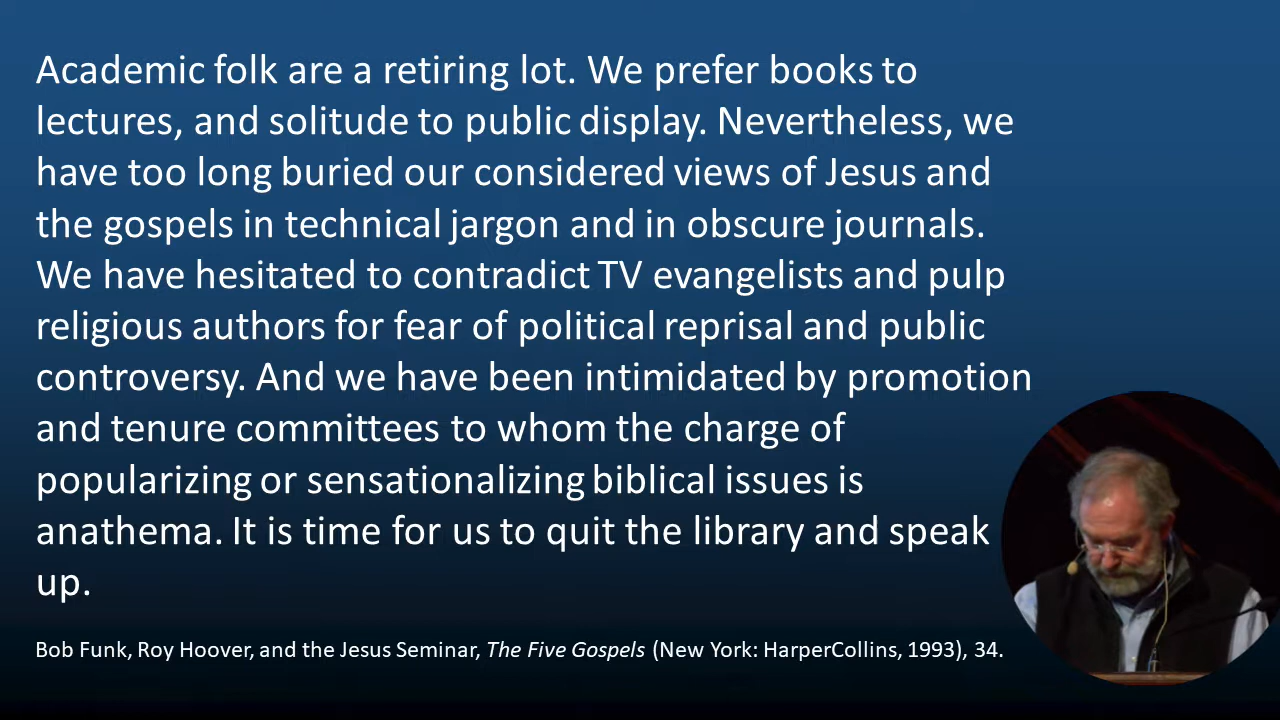 Academic folk are a retiring lot. We prefer books to
lectures, and solitude to public display. Nevertheless, we
have too long buried our considered views of Jesus and
the gospels in technical jargon and in obscure journals.
We have hesitated to contradict TV evangelists and pulp
religious authors for fear of political reprisal and public
controversy. And we have been intimidated by promotion
and tenure committees to whom the charge of
popularizing or sensationalizing biblical issues is
anathema. It is time for us to quit the library and speak
up.
Bob Funk, Roy Hoover, and the Jesus Seminar, The Five Gospels (New York: HarperCollins, 1993), 34.